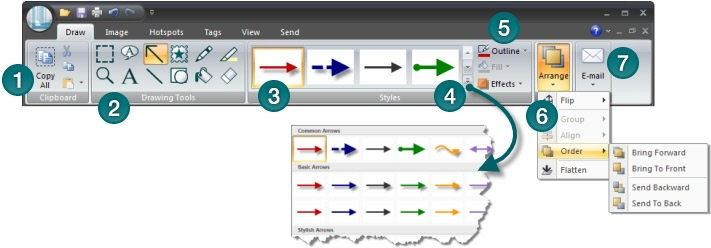 Draw Image Hotspots Tags View Send
1 Copy All
Clipboard
2 Drawing Tools
3 Styles 4
5 Outline
Fill
Effects
Arrange
E-mail 7
6 Flip
Group
Align
Order
Flatten
Bring Forward
Bring To Front
Send Backward
Send To Back
Common Arrows
Basic Arrows
Stylish Arrows